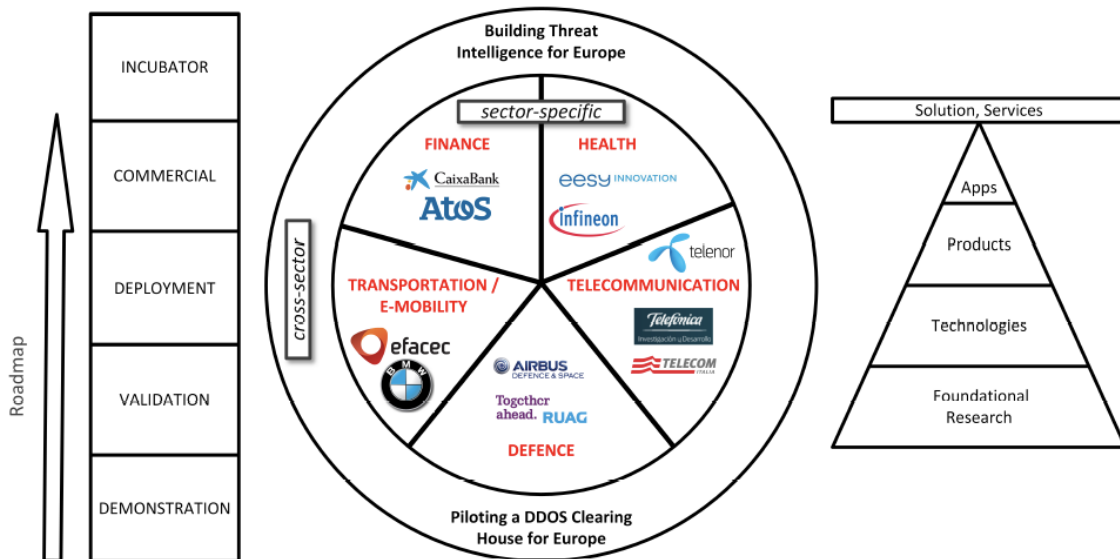 Roadmap
INCUBATOR
COMMERCIAL
DEPLOYMENT
VALIDATION
DEMONSTRATION
Building Threat
Intelligence for Europe
sector-specific
cross-sector
FINANCE
CaixaBank
Atos
HEALTH
eesy INNOVATION
infineon
TRANSPORTATION /
E-MOBILITY
efacec
BMW
telenor
TELECOMMUNICATION
Telefónica
Investigación y Desarrollo
TELECOM
ITALIA
AIRBUS
DEFENCE & SPACE
Together
ahead. RUAG
DEFENCE
Piloting a DDOS Clearing
House for Europe
Solution, Services
Apps
Products
Technologies
Foundational
Research